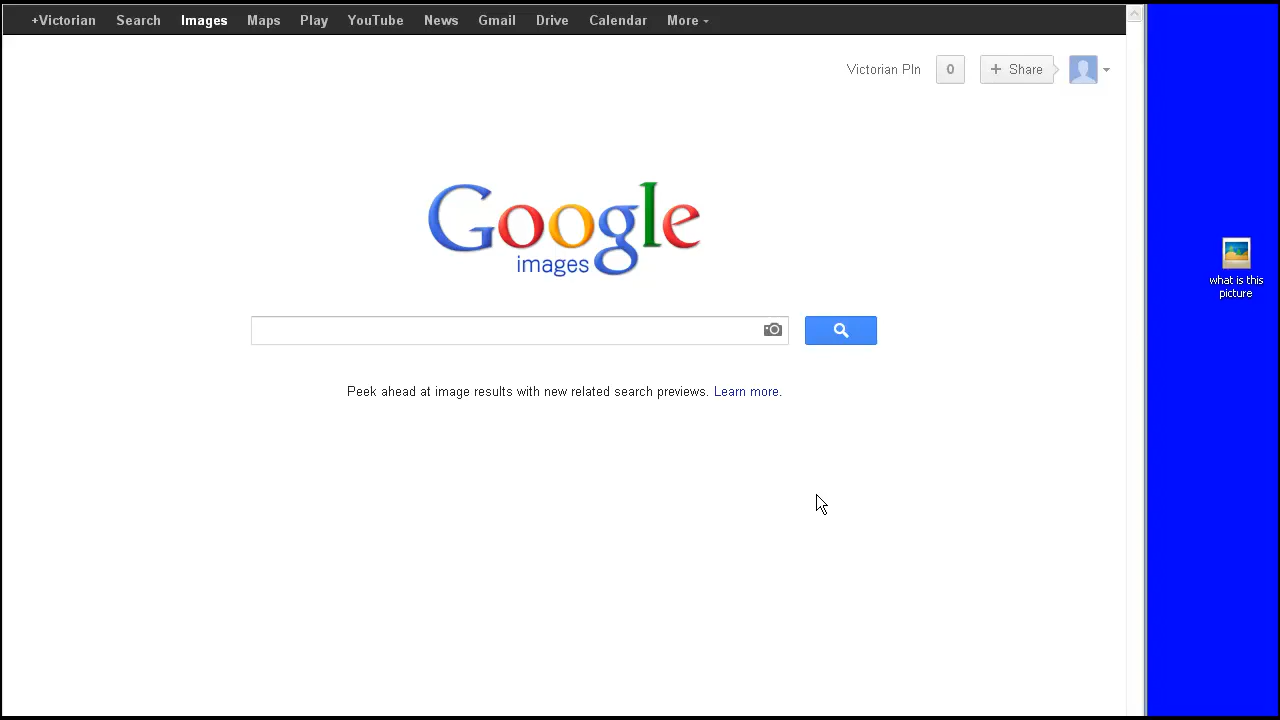 +Victorian Search Images Maps Play YouTube News Gmail Drive Calendar More
Victorian Pln 0 + Share
Google
images
Peek ahead at image results with new related search previews. Learn more.
what is this
picture